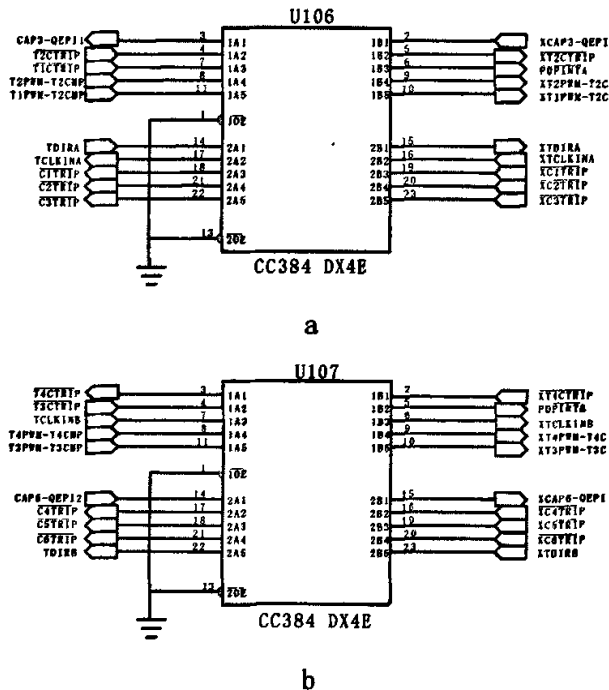 U106
CAP3-QEPI1 3 1A1 1B1 2 XCAP3-QEPI
T2CTRIP 4 1A2 1B2 5 XT2CTRIP
T1CTRIP 7 1A3 1B3 6 PDPINTA
T2PWM-T2CMP 8 1A4 1B4 9 XT2PWM-T2C
T1PWM-T2CMP 11 1A5 1B5 10 XT1PWM-T2C
1 1OE
TDIRA 14 2A1 2B1 15 XTDIRA
TCLKINA 17 2A2 2B2 16 XTCLKINA
C1TRIP 18 2A3 2B3 19 XC1TRIP
C2TRIP 21 2A4 2B4 20 XC2TRIP
C3TRIP 22 2A5 2B5 23 XC3TRIP
13 2OE
CC384 DX4E
a
U107
T4CTRIP 3 1A1 1B1 2 XT4CTRIP
T3CTRIP 4 1A2 1B2 5 PDPINTB
TCLKINB 7 1A3 1B3 6 XTCLKINB
T4PWM-T4CMP 8 1A4 1B4 9 XT4PWM-T4C
T3PWM-T3CMP 11 1A5 1B5 10 XT3PWM-T3C
1 1OE
CAP6-QEPI2 14 2A1 2B1 15 XCAP6-QEPI
C4TRIP 17 2A2 2B2 16 XC4TRIP
C5TRIP 18 2A3 2B3 19 XC5TRIP
C6TRIP 21 2A4 2B4 20 XC6TRIP
TDIRB 22 2A5 2B5 23 XTDIRB
13 2OE
CC384 DX4E
b